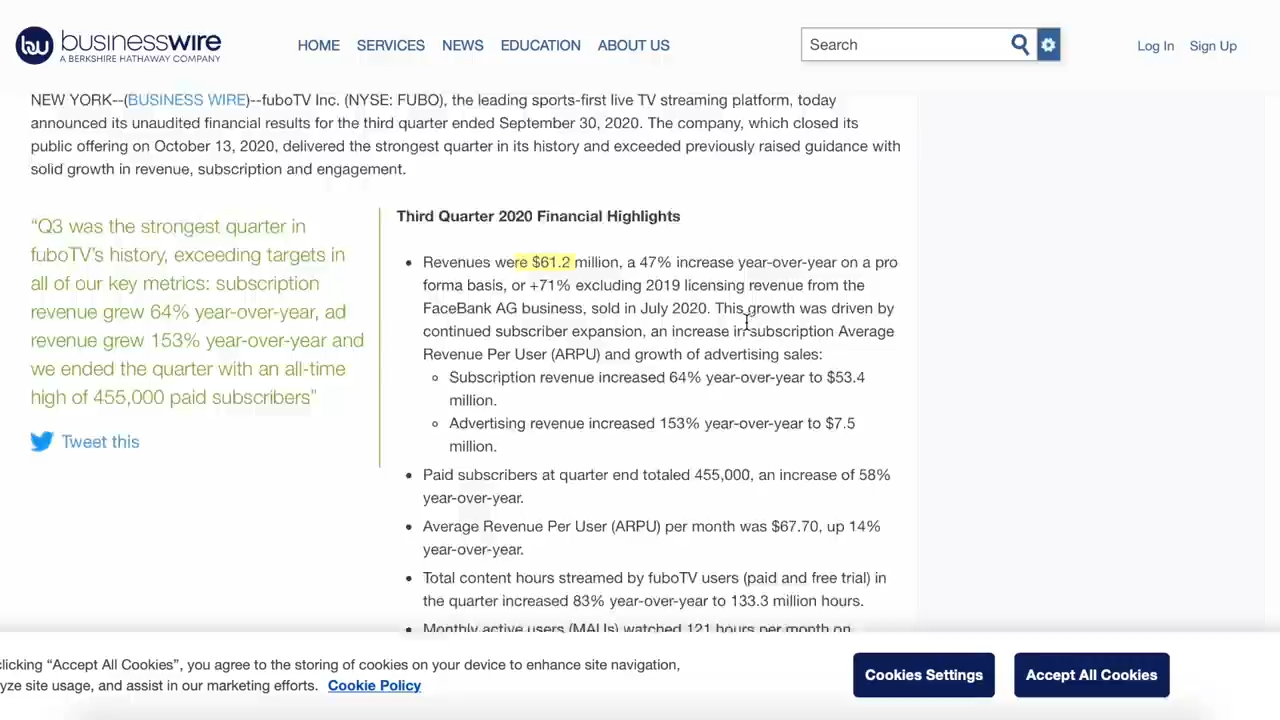 businesswire
A BERKSHIRE HATHAWAY COMPANY
HOME SERVICES NEWS EDUCATION ABOUT US
Search
Log In Sign Up
NEW YORK--(BUSINESS WIRE)--fuboTV Inc. (NYSE: FUBO), the leading sports-first live TV streaming platform, today
announced its unaudited financial results for the third quarter ended September 30, 2020. The company, which closed its
public offering on October 13, 2020, delivered the strongest quarter in its history and exceeded previously raised guidance with
solid growth in revenue, subscription and engagement.
“Q3 was the strongest quarter in
fuboTV’s history, exceeding targets in
all of our key metrics: subscription
revenue grew 64% year-over-year, ad
revenue grew 153% year-over-year and
we ended the quarter with an all-time
high of 455,000 paid subscribers”
Tweet this
Third Quarter 2020 Financial Highlights
• Revenues were $61.2 million, a 47% increase year-over-year on a pro
forma basis, or +71% excluding 2019 licensing revenue from the
FaceBank AG business, sold in July 2020. This growth was driven by
continued subscriber expansion, an increase in subscription Average
Revenue Per User (ARPU) and growth of advertising sales:
◦ Subscription revenue increased 64% year-over-year to $53.4
million.
◦ Advertising revenue increased 153% year-over-year to $7.5
million.
• Paid subscribers at quarter end totaled 455,000, an increase of 58%
year-over-year.
• Average Revenue Per User (ARPU) per month was $67.70, up 14%
year-over-year.
• Total content hours streamed by fuboTV users (paid and free trial) in
the quarter increased 83% year-over-year to 133.3 million hours.
• Monthly active users (MAUs) watched 121 hours per month on
licking “Accept All Cookies”, you agree to the storing of cookies on your device to enhance site navigation,
yze site usage, and assist in our marketing efforts. Cookie Policy
Cookies Settings
Accept All Cookies